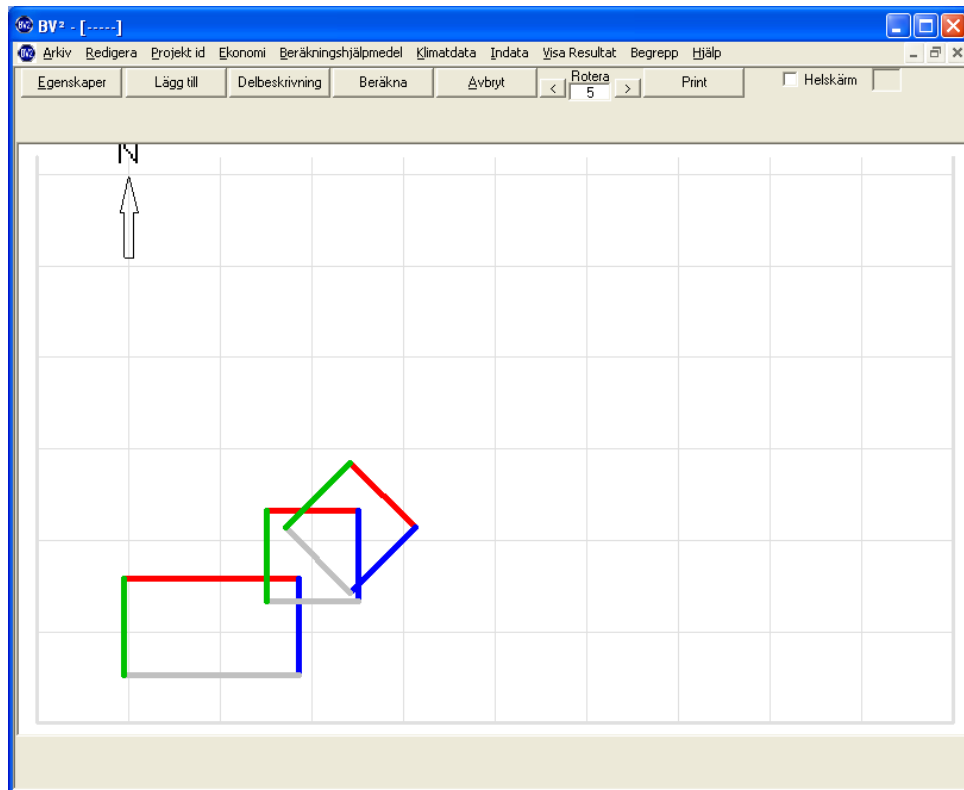 BV² - [-----]
Arkiv Redigera Projekt id Ekonomi Beräkningshjälpmedel Klimatdata Indata Visa Resultat Begrepp Hjälp
Egenskaper Lägg till Delbeskrivning Beräkna Avbryt < Rotera 5 > Print Helskärm
N